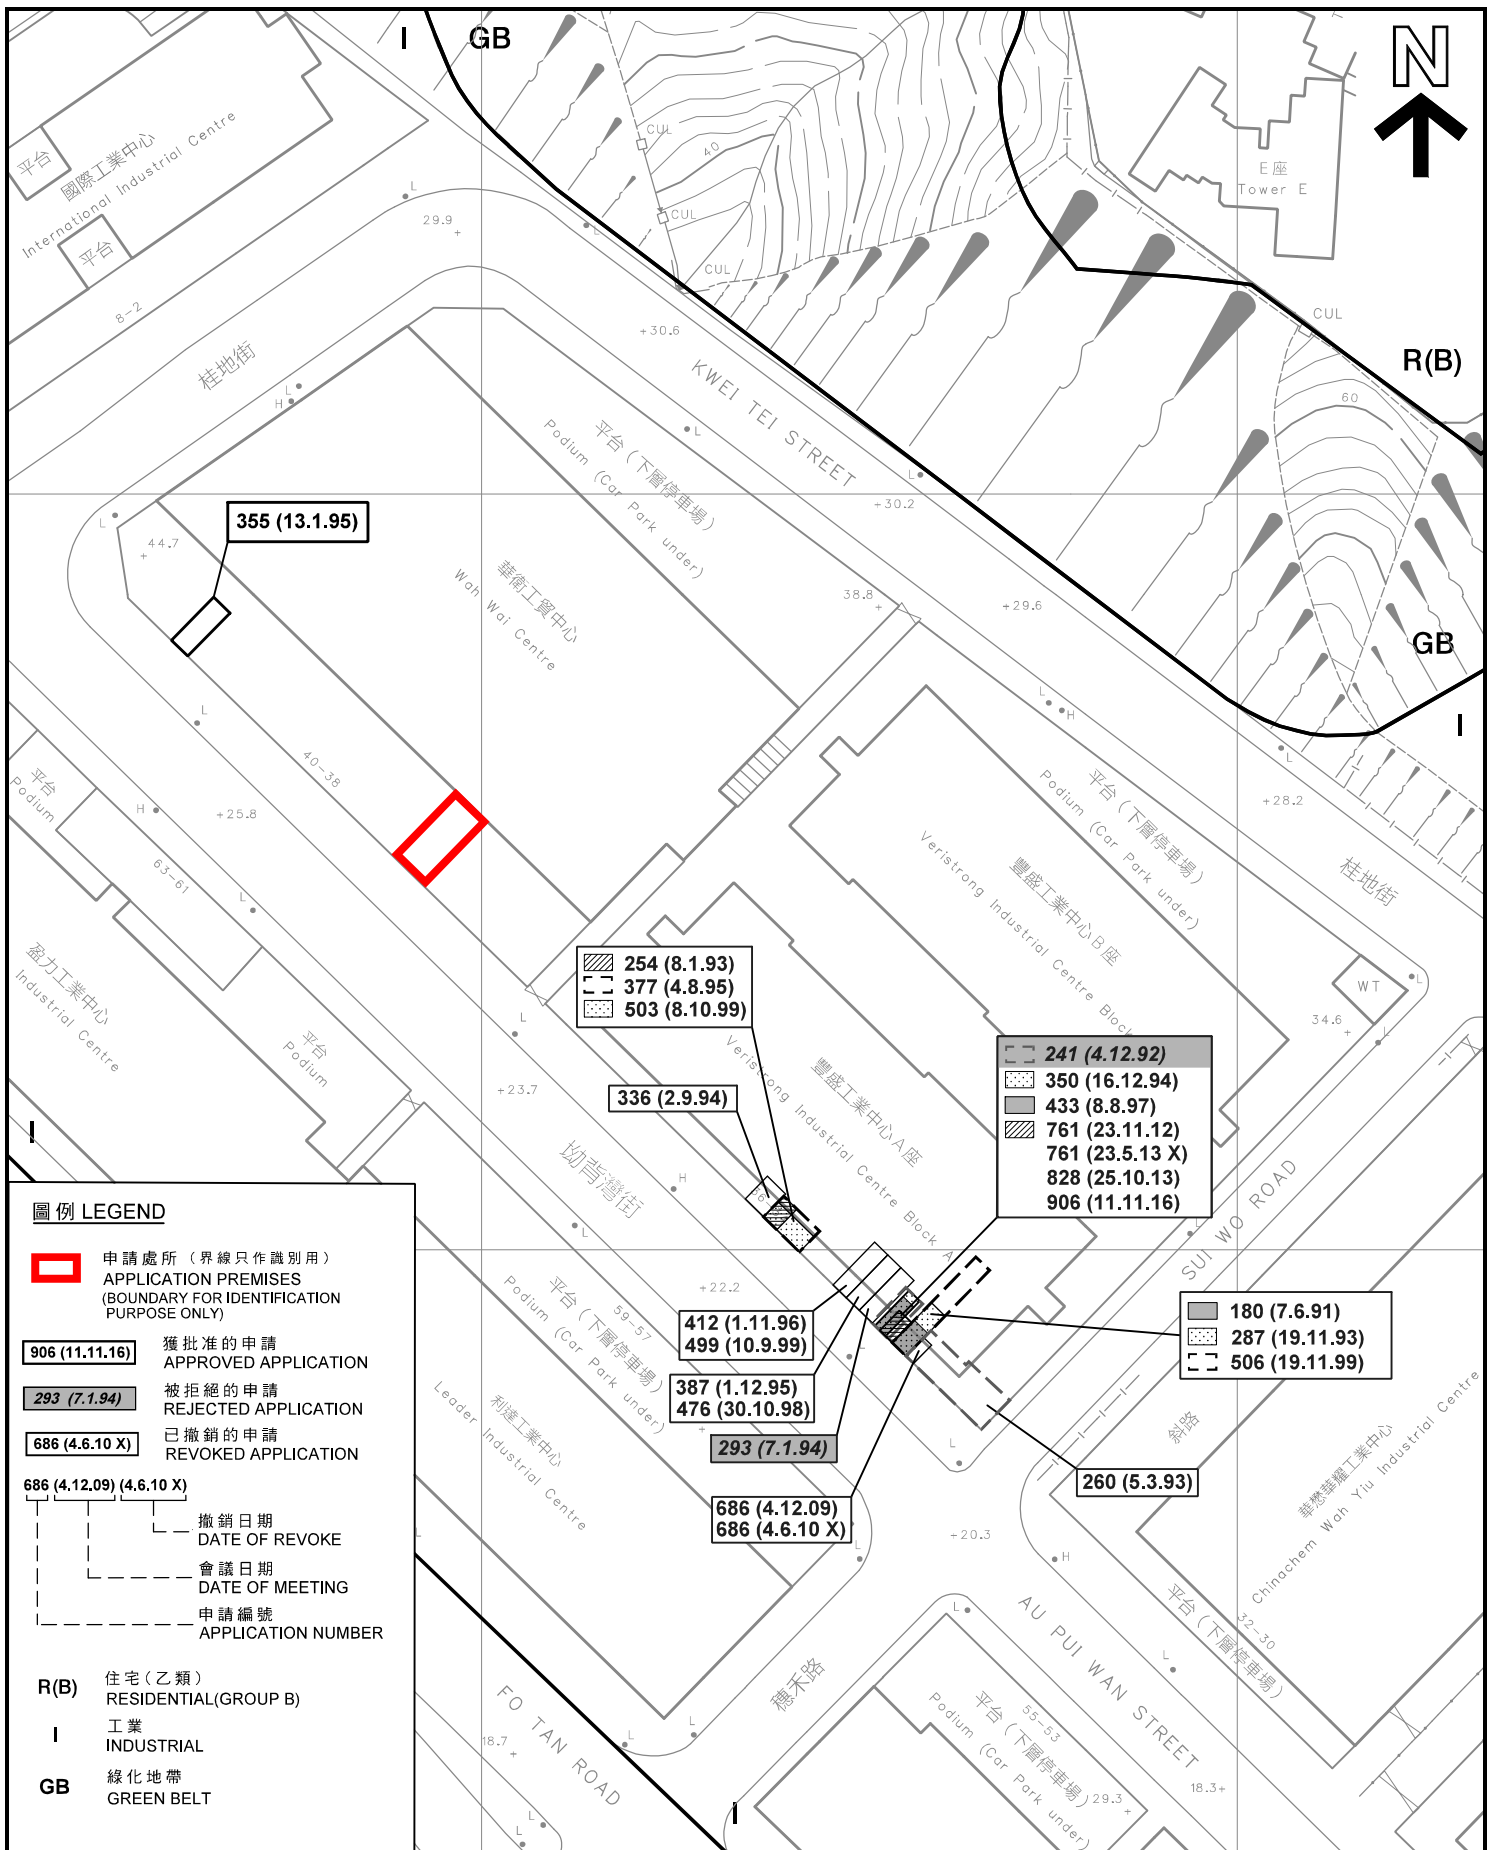 I
GB
N
CUL
40
CUL
CUL
E座
Tower E
平台
國際工業中心
International Industrial Centre
平台
8-2
L
29.9
L
+30.6
CUL
R(B)
60
桂地街
L
H
KWEI TEI STREET
平台（下層停車場）
Podium (Car Park under)
L
L
+30.2
355 (13.1.95)
L
44.7
華衛工貿中心
Wah Wai Centre
38.8
+29.6
GB
I
L
40-38
L
H
L
+28.2
平台
Podium
H
+25.8
63-61
L
平台（下層停車場）
Podium (Car Park under)
豐盛工業中心B座
Veristrong Industrial Centre Block
桂地街
L
WT
34.6
L
盈力工業中心
Industrial Centre
平台
Podium
254 (8.1.93)
377 (4.8.95)
503 (8.10.99)
L
+23.7
336 (2.9.94)
豐盛工業中心A座
Veristrong Industrial Centre Block A
241 (4.12.92)
350 (16.12.94)
433 (8.8.97)
761 (23.11.12)
761 (23.5.13 X)
828 (25.10.13)
906 (11.11.16)
I
坳背灣街
H
L
L
SUI WO ROAD
+22.2
412 (1.11.96)
499 (10.9.99)
L
180 (7.6.91)
287 (19.11.93)
506 (19.11.99)
387 (1.12.95)
476 (30.10.98)
293 (7.1.94)
686 (4.12.09)
686 (4.6.10 X)
260 (5.3.93)
L
59-57
平台（下層停車場）
Podium (Car Park under)
利達工業中心
Leader Industrial Centre
斜路
華懋華耀工業中心
Chinachem Wah Yiu Industrial Centre
+20.3
L
H
平台（下層停車場）
32-30
AU PUI WAN STREET
L
L
穗禾路
FO TAN ROAD
18.7
L
L
L
L
55-53
平台（下層停車場）
Podium (Car Park under)
29.3
18.3+
I
圖例 LEGEND
申請處所（界線只作識別用）
APPLICATION PREMISES
(BOUNDARY FOR IDENTIFICATION
PURPOSE ONLY)
906 (11.11.16)
獲批准的申請
APPROVED APPLICATION
293 (7.1.94)
被拒絕的申請
REJECTED APPLICATION
686 (4.6.10 X)
已撤銷的申請
REVOKED APPLICATION
686 (4.12.09) (4.6.10 X)
撤銷日期
DATE OF REVOKE
會議日期
DATE OF MEETING
申請編號
APPLICATION NUMBER
R(B)
住宅（乙類）
RESIDENTIAL(GROUP B)
I
工業
INDUSTRIAL
GB
綠化地帶
GREEN BELT